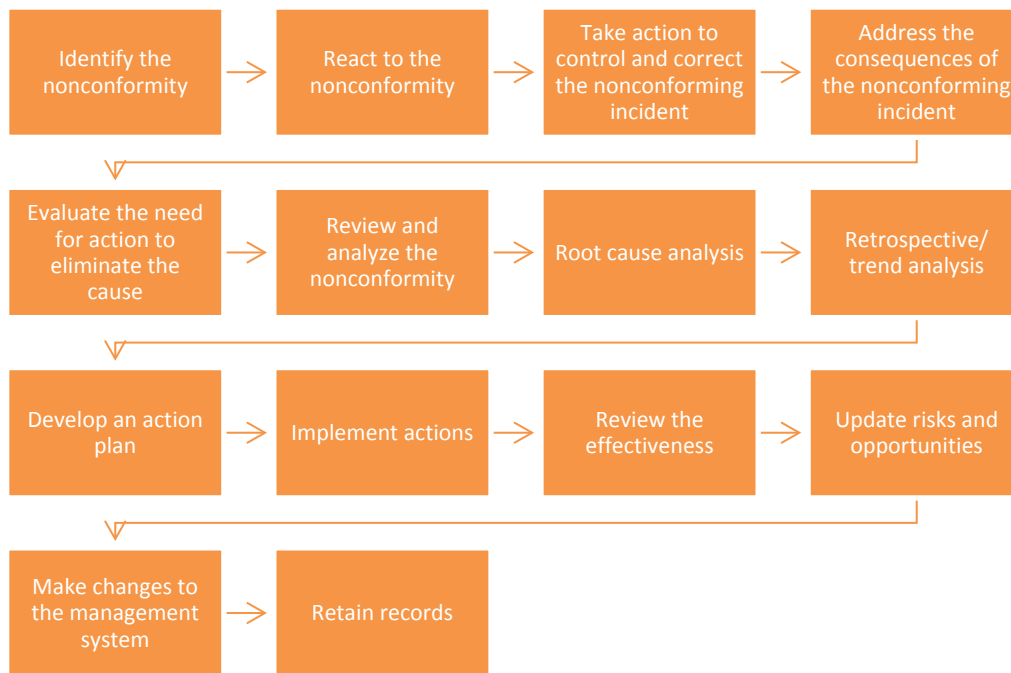 Identify the
nonconformity
React to the
nonconformity
Take action to
control and correct
the nonconforming
incident
Address the
consequences of
the nonconforming
incident
Evaluate the need
for action to
eliminate the
cause
Review and
analyze the
nonconformity
Root cause analysis
Retrospective/
trend analysis
Develop an action
plan
Implement actions
Review the
effectiveness
Update risks and
opportunities
Make changes to
the management
system
Retain records